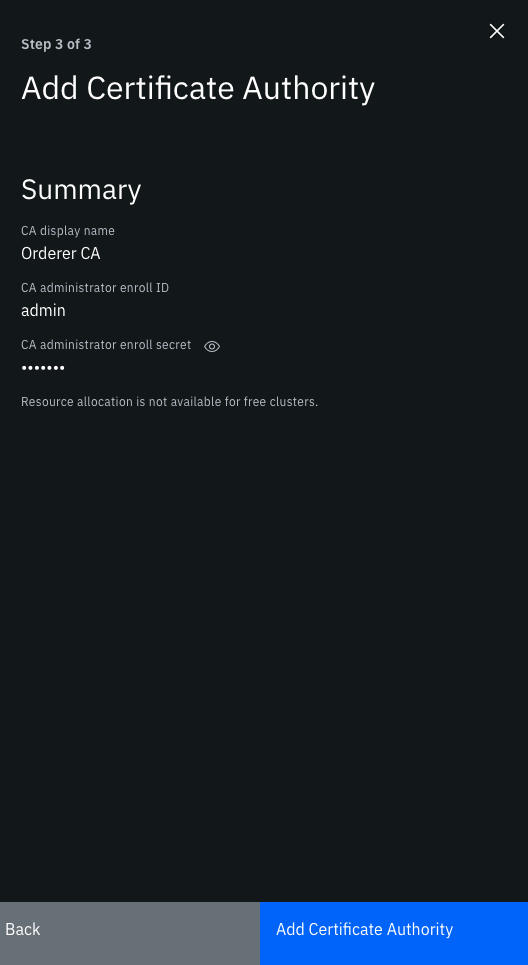 Step 3 of 3
Add Certificate Authority
Summary
CA display name
Orderer CA
CA administrator enroll ID
admin
CA administrator enroll secret
•••••••
Resource allocation is not available for free clusters.
Back
Add Certificate Authority